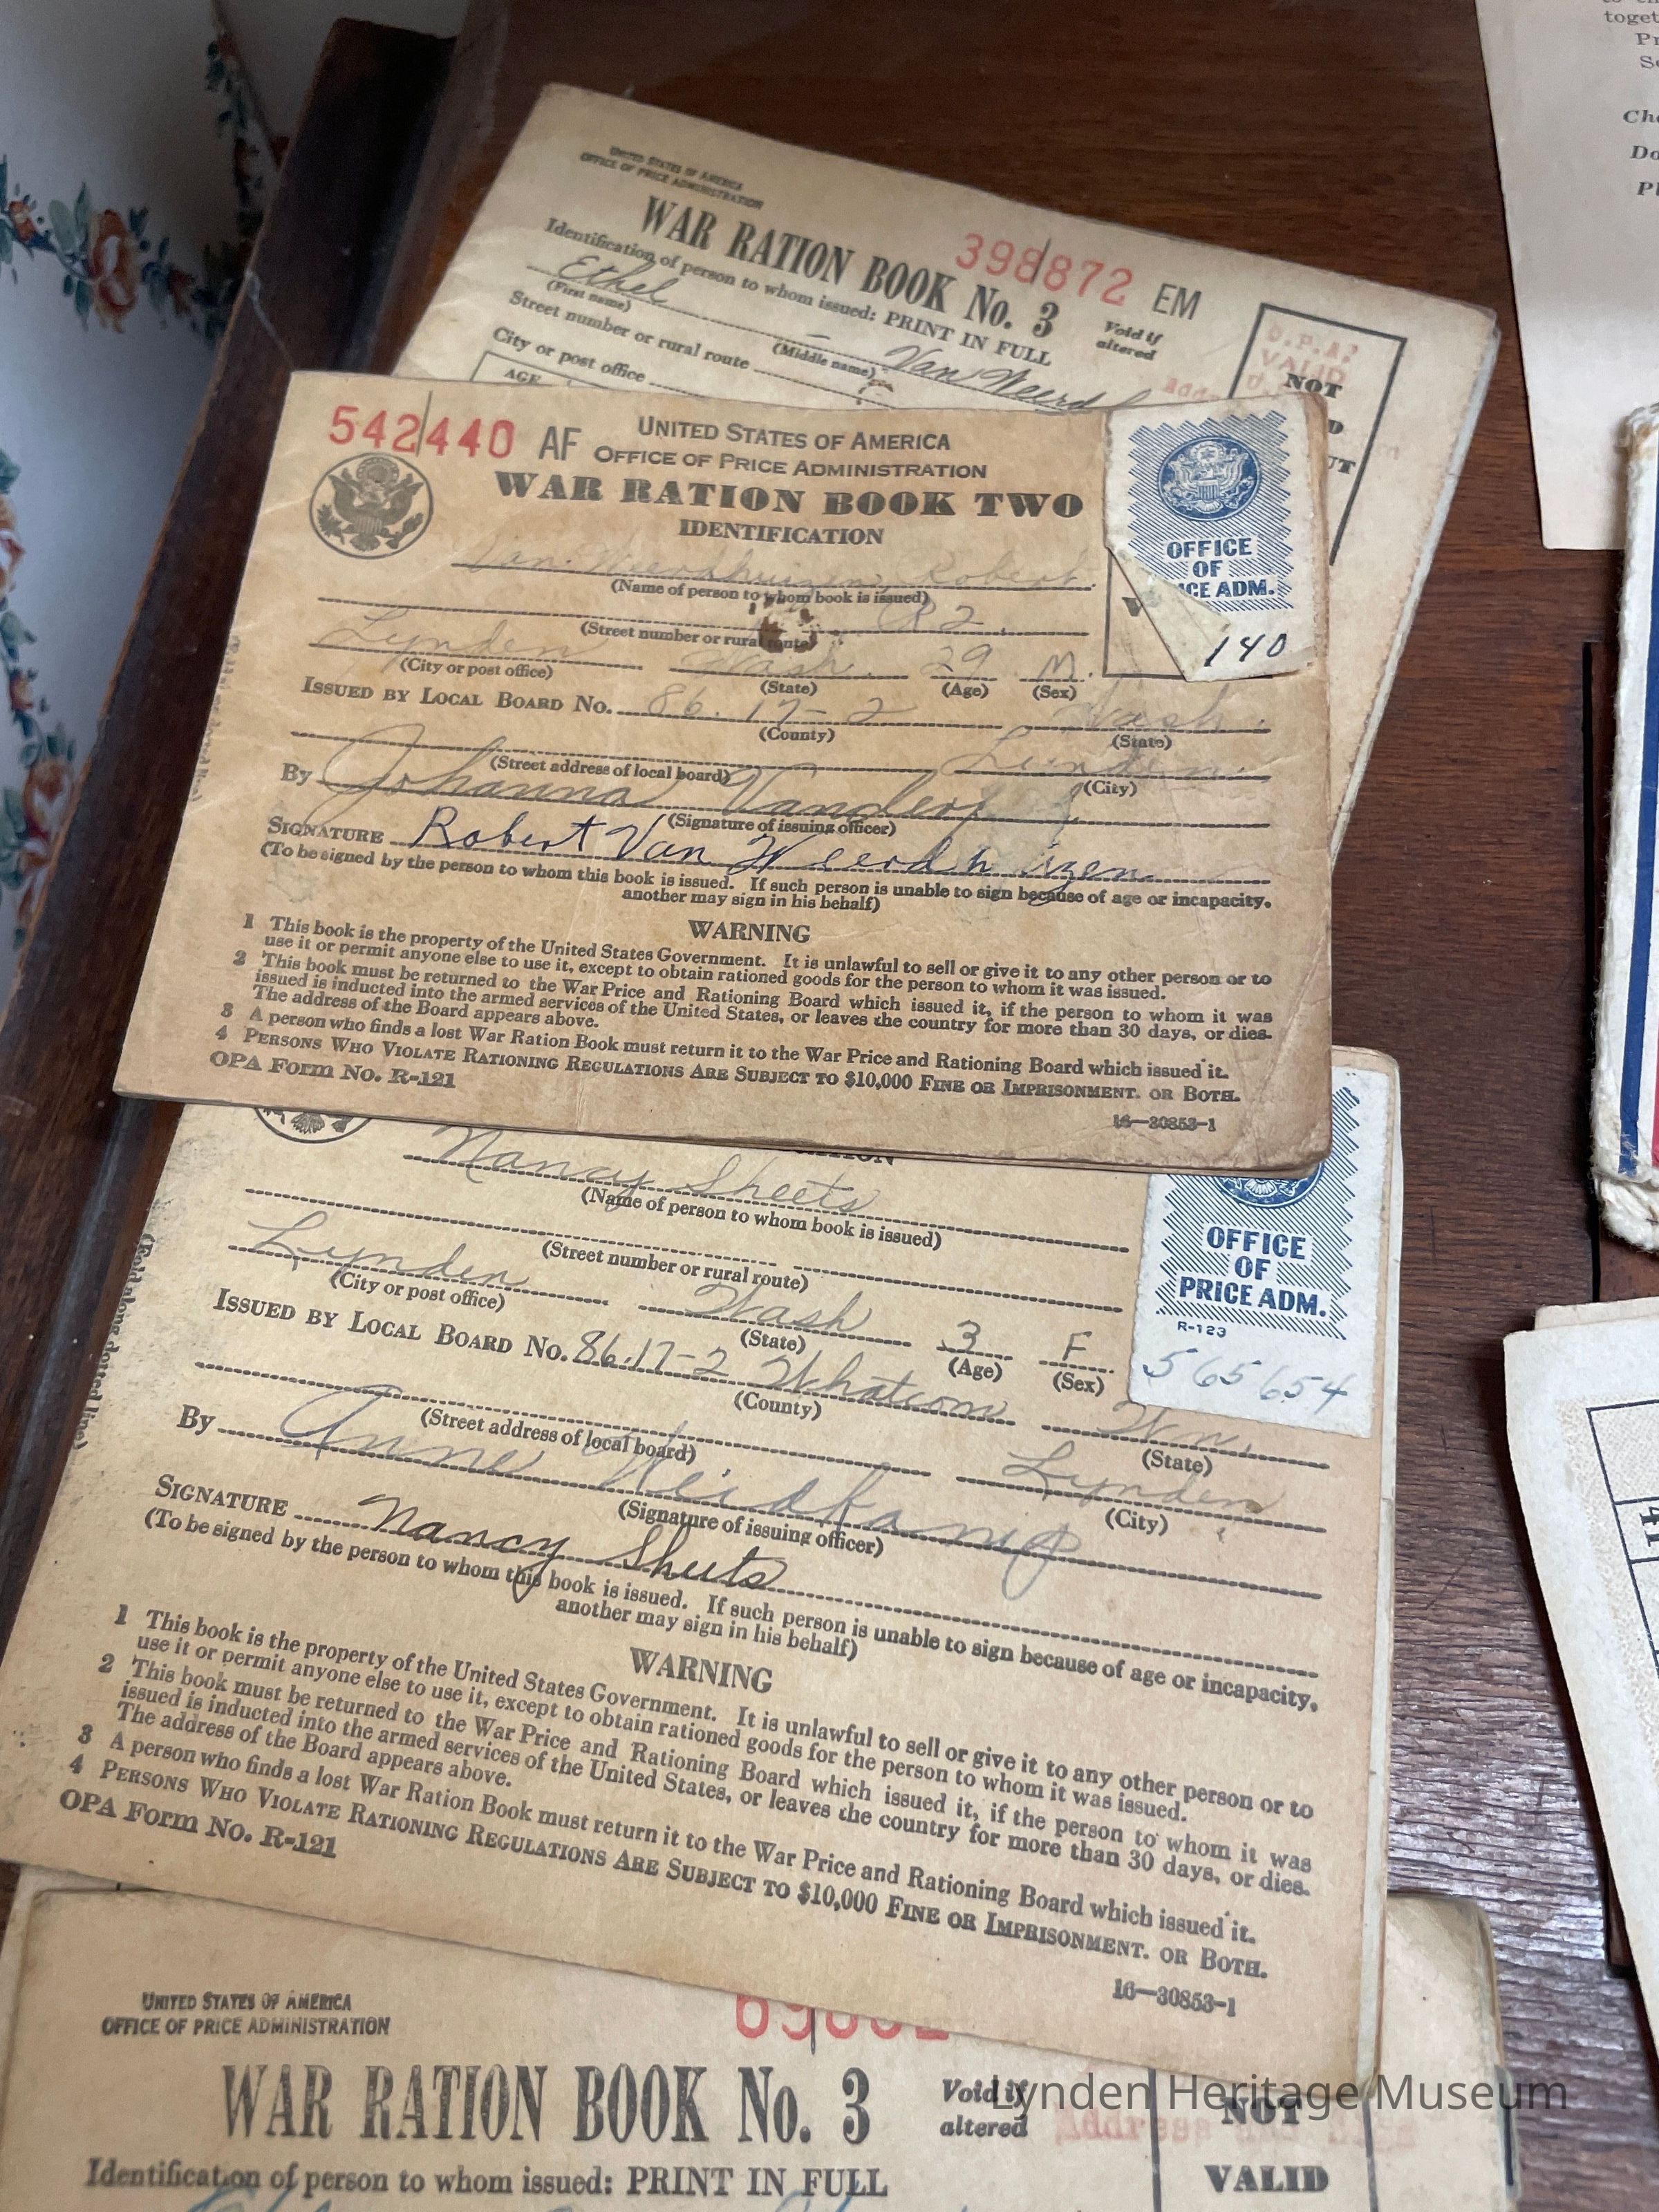 UNITED STATES OF AMERICA
OFFICE OF PRICE ADMINISTRATION
398872 EM
WAR RATION BOOK No. 3
Void if
altered
Identification of person to whom issued: PRINT IN FULL
Ethel
Van
(First name)
(Middle name)
Street number or rural route
City or post office
AGE
O.P.A.
VALID
NOT
542440 AF
UNITED STATES OF AMERICA
OFFICE OF PRICE ADMINISTRATION
WAR RATION BOOK TWO
IDENTIFICATION
OFFICE
OF
ICE ADM.
140
Van Weerdhuizen Robert
(Name of person to whom book is issued)
R 2
(Street number or rural route)
Lynden Wash. 29 M.
(City or post office) (State) (Age) (Sex)
ISSUED BY LOCAL BOARD No. 86. 17-2 Wash.
(County) (State)
Lynden.
(Street address of local board) (City)
By Johanna
(Signature of issuing officer)
SIGNATURE Robert Van Weerdhuizen
(To be signed by the person to whom this book is issued. If such person is unable to sign because of age or incapacity,
another may sign in his behalf)
WARNING
1 This book is the property of the United States Government. It is unlawful to sell or give it to any other person or to
use it or permit anyone else to use it, except to obtain rationed goods for the person to whom it was issued.
2 This book must be returned to the War Price and Rationing Board which issued it, if the person to whom it was
issued is inducted into the armed services of the United States, or leaves the country for more than 30 days, or dies.
The address of the Board appears above.
3 A person who finds a lost War Ration Book must return it to the War Price and Rationing Board which issued it.
4 PERSONS WHO VIOLATE RATIONING REGULATIONS ARE SUBJECT TO $10,000 FINE OR IMPRISONMENT, OR BOTH.
OPA Form No. R-121
16—30853-1
Nancy Sheets
(Name of person to whom book is issued)
(Street number or rural route)
OFFICE
OF
PRICE ADM.
R-123
565654
Lynden Wash 3 F
(City or post office) (State) (Age) (Sex)
ISSUED BY LOCAL BOARD No. 86.17-2 Whatcom Wn.
(County) (State)
Lynden
(Street address of local board) (City)
By Anne
(Signature of issuing officer)
SIGNATURE Nancy Sheets
(To be signed by the person to whom this book is issued. If such person is unable to sign because of age or incapacity,
another may sign in his behalf)
(Fold along dotted line)
WARNING
1 This book is the property of the United States Government. It is unlawful to sell or give it to any other person or to
use it or permit anyone else to use it, except to obtain rationed goods for the person to whom it was issued.
2 This book must be returned to the War Price and Rationing Board which issued it, if the person to whom it was
issued is inducted into the armed services of the United States, or leaves the country for more than 30 days, or dies.
The address of the Board appears above.
3 A person who finds a lost War Ration Book must return it to the War Price and Rationing Board which issued it.
4 PERSONS WHO VIOLATE RATIONING REGULATIONS ARE SUBJECT TO $10,000 FINE OR IMPRISONMENT, OR BOTH.
OPA Form No. R-121
16—30853-1
UNITED STATES OF AMERICA
OFFICE OF PRICE ADMINISTRATION
WAR RATION BOOK No. 3
Void if
altered
Identification of person to whom issued: PRINT IN FULL
NOT
VALID
Lynden Heritage Museum